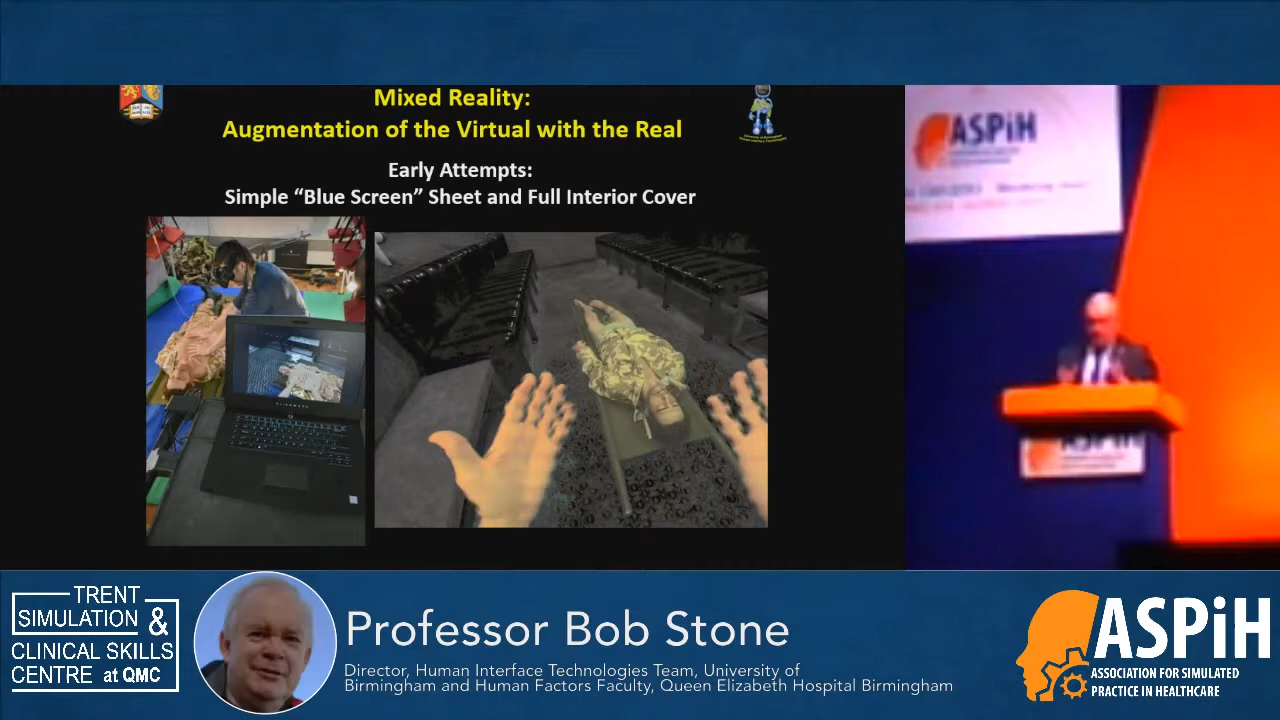 Mixed Reality:
Augmentation of the Virtual with the Real
Early Attempts:
Simple “Blue Screen” Sheet and Full Interior Cover
ASPiH
TRENT
SIMULATION &
CLINICAL SKILLS
CENTRE at QMC
Professor Bob Stone
Director, Human Interface Technologies Team, University of
Birmingham and Human Factors Faculty, Queen Elizabeth Hospital Birmingham
ASPiH
ASSOCIATION FOR SIMULATED
PRACTICE IN HEALTHCARE